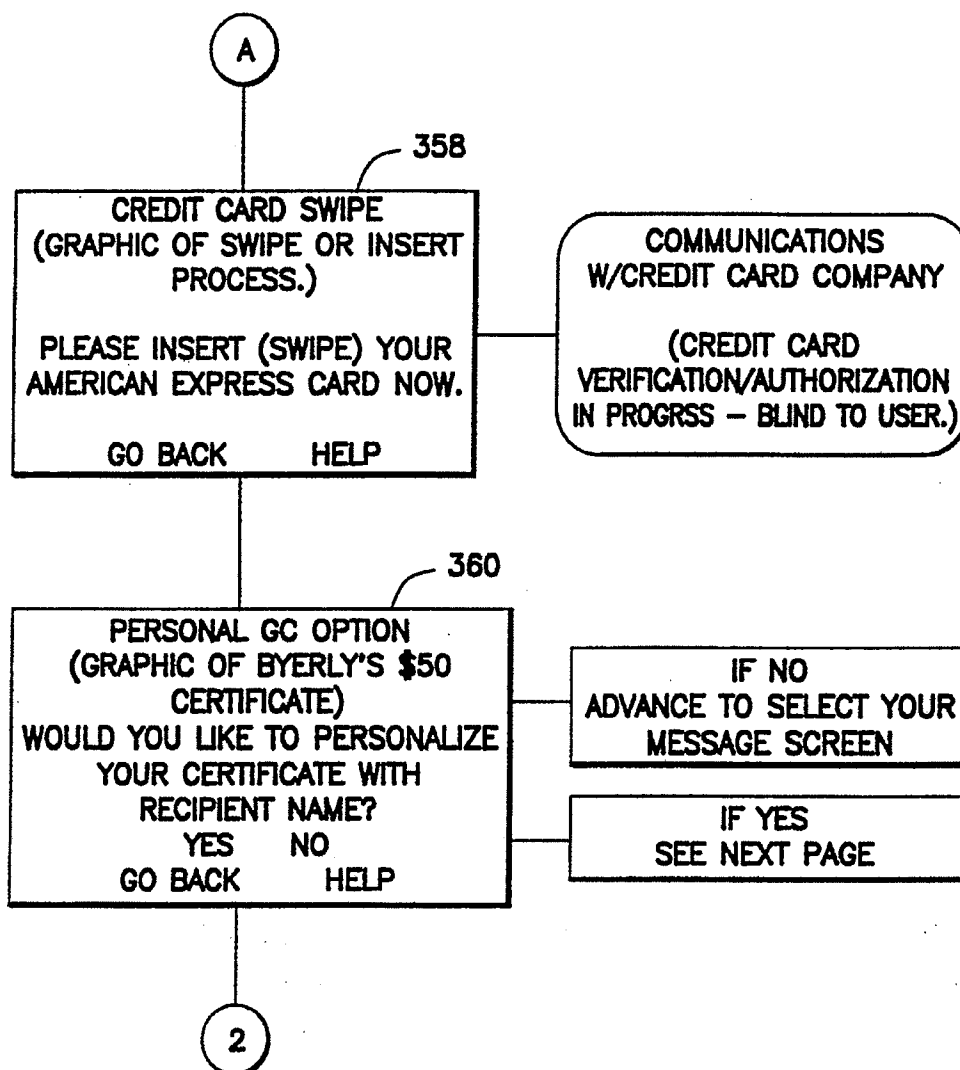 A
358
CREDIT CARD SWIPE
(GRAPHIC OF SWIPE OR INSERT
PROCESS.)
PLEASE INSERT (SWIPE) YOUR
AMERICAN EXPRESS CARD NOW.
GO BACK HELP
COMMUNICATIONS
W/CREDIT CARD COMPANY
(CREDIT CARD
VERIFICATION/AUTHORIZATION
IN PROGRSS – BLIND TO USER.)
360
PERSONAL GC OPTION
(GRAPHIC OF BYERLY'S $50
CERTIFICATE)
WOULD YOU LIKE TO PERSONALIZE
YOUR CERTIFICATE WITH
RECIPIENT NAME?
YES NO
GO BACK HELP
IF NO
ADVANCE TO SELECT YOUR
MESSAGE SCREEN
IF YES
SEE NEXT PAGE
2